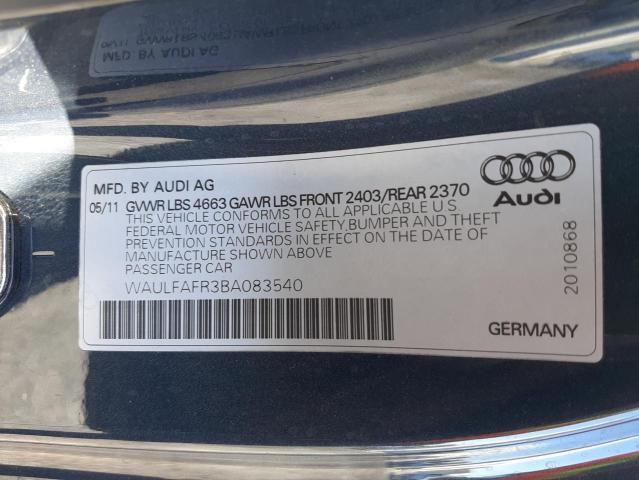 MFD. BY AUDI AG
05/11 GVWR LBS 4663 GAWR LBS FRONT 2403/REAR 2370
THIS VEHICLE CONFORMS TO ALL APPLICABLE U S
FEDERAL MOTOR VEHICLE SAFETY,BUMPER AND THEFT
PREVENTION STANDARDS IN EFFECT ON THE DATE OF
MANUFACTURE SHOWN ABOVE
PASSENGER CAR
WAULFAFR3BA083540
Audi
2010868
GERMANY